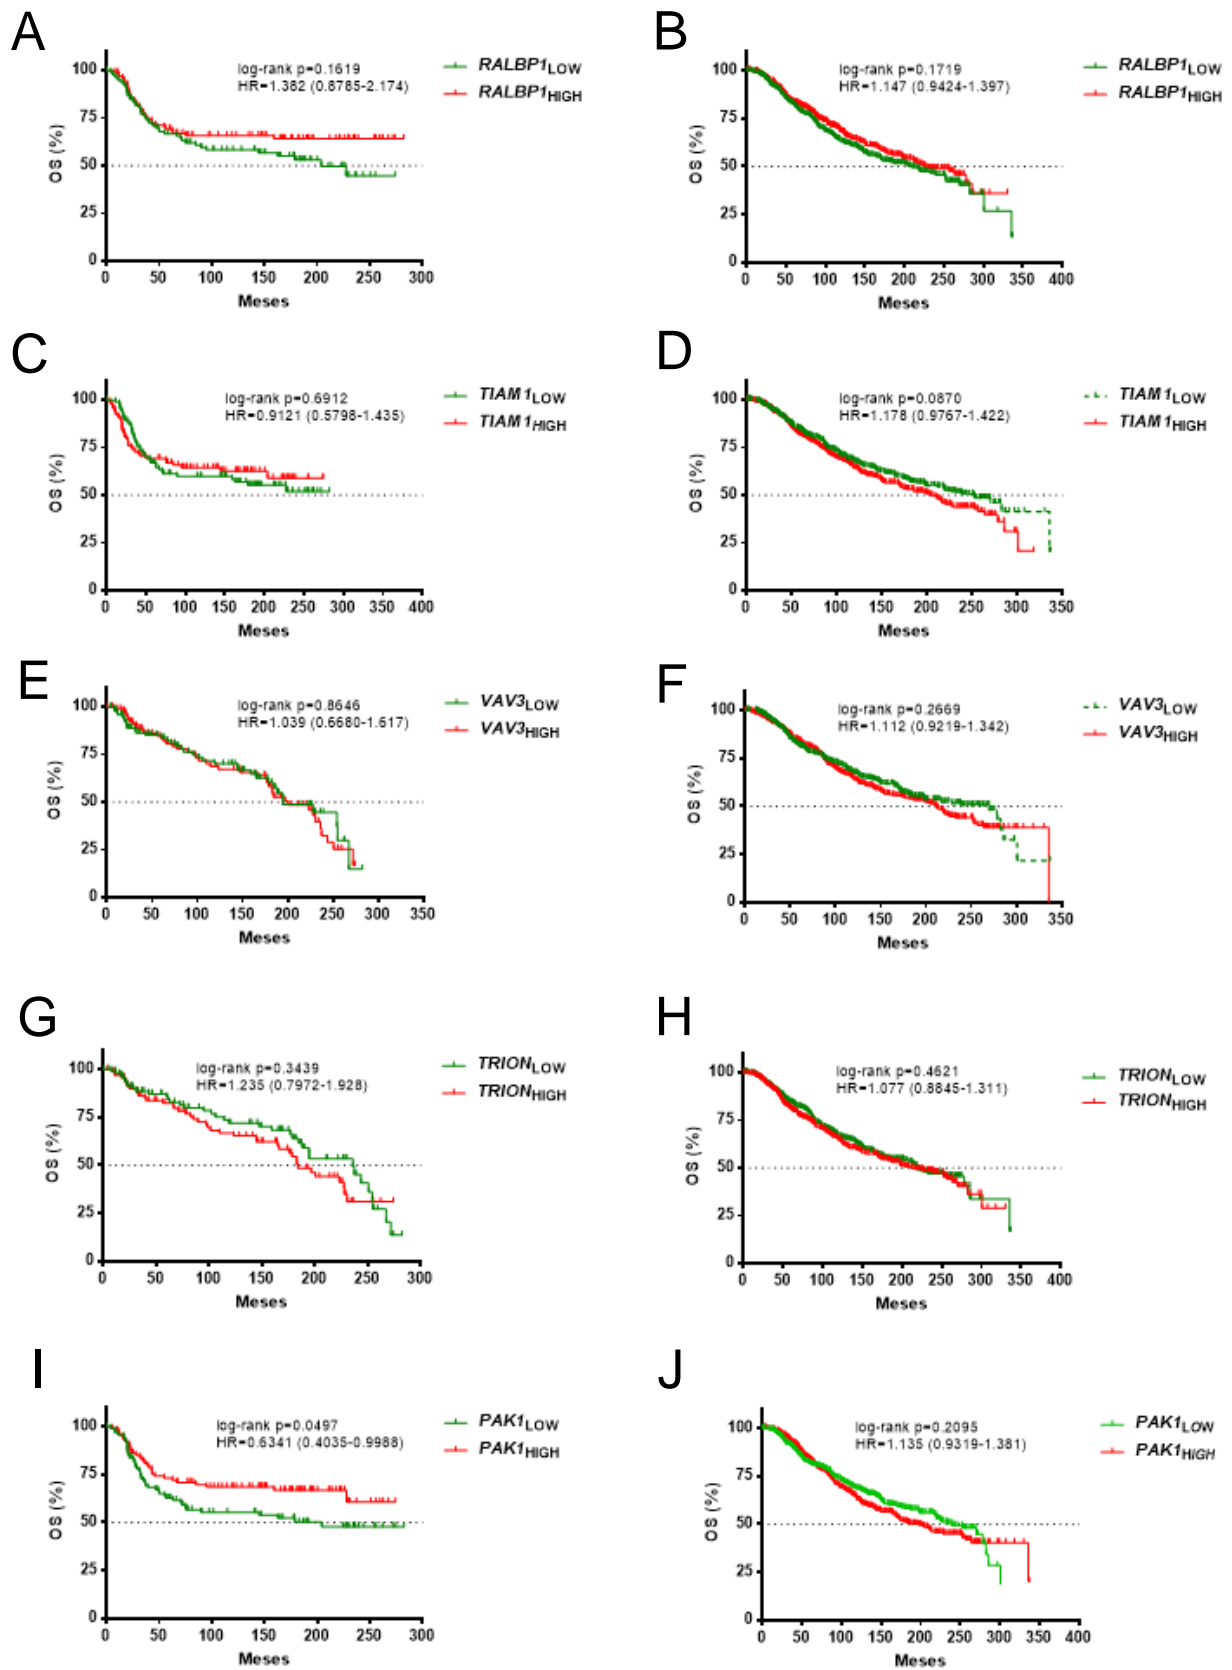 A
log-rank p=0.1619
HR=1.382 (0.8785-2.174)
RALBP1LOW
RALBP1HIGH
OS (%)
100
75
50
25
0
0 50 100 150 200 250 300
Meses
B
log-rank p=0.1719
HR=1.147 (0.9424-1.397)
RALBP1LOW
RALBP1HIGH
OS (%)
100
75
50
25
0
0 50 100 150 200 250 300 350 400
Meses
C
log-rank p=0.6912
HR=0.9121 (0.5798-1.435)
TIAM1LOW
TIAM1HIGH
OS (%)
100
75
50
25
0
0 50 100 150 200 250 300 350 400
Meses
D
log-rank p=0.0870
HR=1.178 (0.9767-1.422)
TIAM1LOW
TIAM1HIGH
OS (%)
100
75
50
25
0
0 50 100 150 200 250 300 350
Meses
E
log-rank p=0.8646
HR=1.039 (0.6680-1.617)
VAV3LOW
VAV3HIGH
OS (%)
100
75
50
25
0
0 50 100 150 200 250 300 350
Meses
F
log-rank p=0.2669
HR=1.112 (0.9219-1.342)
VAV3LOW
VAV3HIGH
OS (%)
100
75
50
25
0
0 50 100 150 200 250 300 350
Meses
G
log-rank p=0.3439
HR=1.235 (0.7972-1.928)
TRIONLOW
TRIONHIGH
OS (%)
100
75
50
25
0
0 50 100 150 200 250 300
Meses
H
log-rank p=0.4621
HR=1.077 (0.8845-1.311)
TRIONLOW
TRIONHIGH
OS (%)
100
75
50
25
0
0 50 100 150 200 250 300 350 400
Meses
I
log-rank p=0.0497
HR=0.6341 (0.4035-0.9988)
PAK1LOW
PAK1HIGH
OS (%)
100
75
50
25
0
0 50 100 150 200 250 300
Meses
J
log-rank p=0.2095
HR=1.135 (0.9319-1.381)
PAK1LOW
PAK1HIGH
OS (%)
100
75
50
25
0
0 50 100 150 200 250 300 350 400
Meses